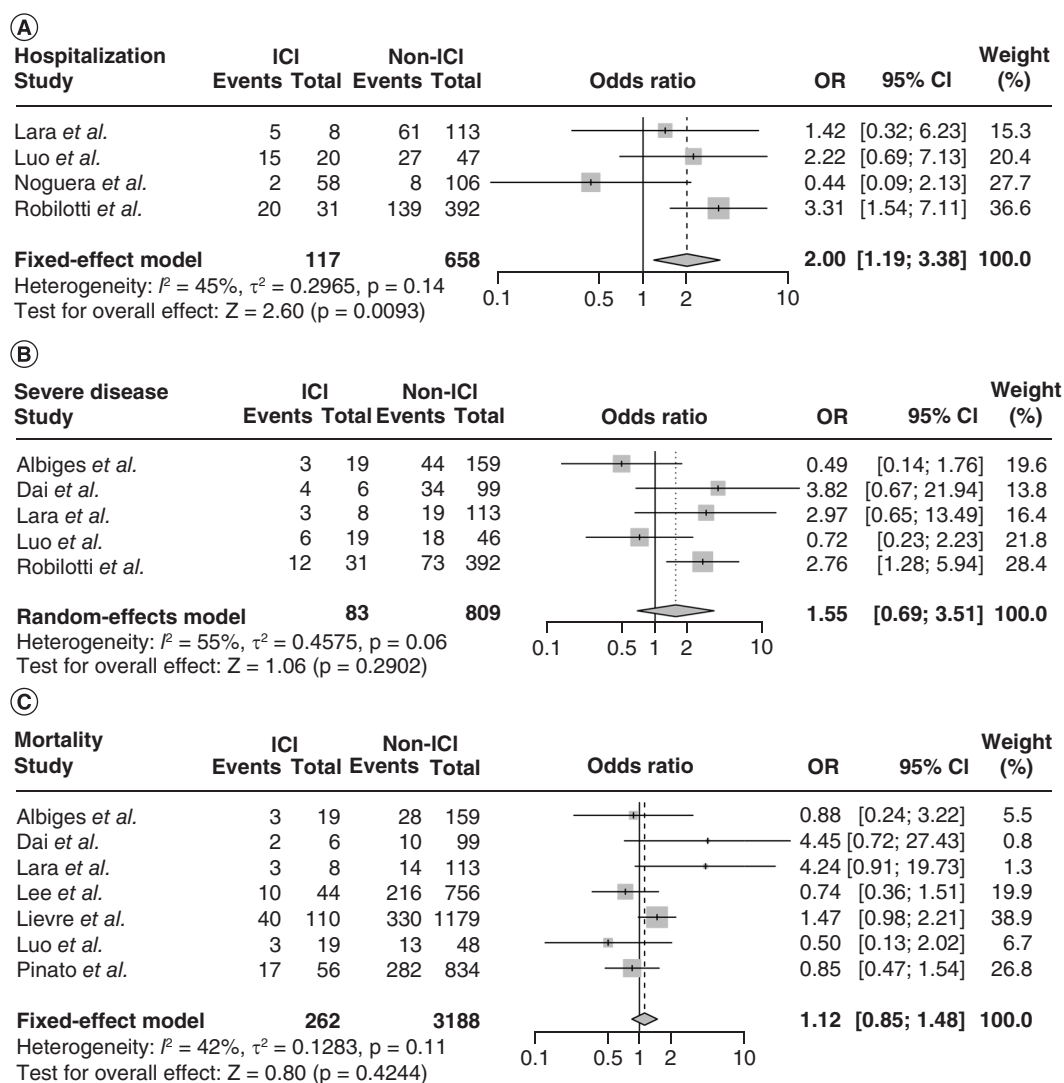 A
Hospitalization ICI Non-ICI Weight
Study Events Total Events Total Odds ratio OR 95% CI (%)
Lara et al. 5 8 61 113 1.42 [0.32; 6.23] 15.3
Luo et al. 15 20 27 47 2.22 [0.69; 7.13] 20.4
Noguera et al. 2 58 8 106 0.44 [0.09; 2.13] 27.7
Robilotti et al. 20 31 139 392 3.31 [1.54; 7.11] 36.6
Fixed-effect model 117 658 2.00 [1.19; 3.38] 100.0
Heterogeneity: I² = 45%, τ² = 0.2965, p = 0.14
0.1 0.5 1 2 10
Test for overall effect: Z = 2.60 (p = 0.0093)
B
Severe disease ICI Non-ICI Weight
Study Events Total Events Total Odds ratio OR 95% CI (%)
Albiges et al. 3 19 44 159 0.49 [0.14; 1.76] 19.6
Dai et al. 4 6 34 99 3.82 [0.67; 21.94] 13.8
Lara et al. 3 8 19 113 2.97 [0.65; 13.49] 16.4
Luo et al. 6 19 18 46 0.72 [0.23; 2.23] 21.8
Robilotti et al. 12 31 73 392 2.76 [1.28; 5.94] 28.4
Random-effects model 83 809 1.55 [0.69; 3.51] 100.0
Heterogeneity: I² = 55%, τ² = 0.4575, p = 0.06
0.1 0.5 1 2 10
Test for overall effect: Z = 1.06 (p = 0.2902)
C
Mortality ICI Non-ICI Weight
Study Events Total Events Total Odds ratio OR 95% CI (%)
Albiges et al. 3 19 28 159 0.88 [0.24; 3.22] 5.5
Dai et al. 2 6 10 99 4.45 [0.72; 27.43] 0.8
Lara et al. 3 8 14 113 4.24 [0.91; 19.73] 1.3
Lee et al. 10 44 216 756 0.74 [0.36; 1.51] 19.9
Lievre et al. 40 110 330 1179 1.47 [0.98; 2.21] 38.9
Luo et al. 3 19 13 48 0.50 [0.13; 2.02] 6.7
Pinato et al. 17 56 282 834 0.85 [0.47; 1.54] 26.8
Fixed-effect model 262 3188 1.12 [0.85; 1.48] 100.0
Heterogeneity: I² = 42%, τ² = 0.1283, p = 0.11
0.1 0.5 1 2 10
Test for overall effect: Z = 0.80 (p = 0.4244)